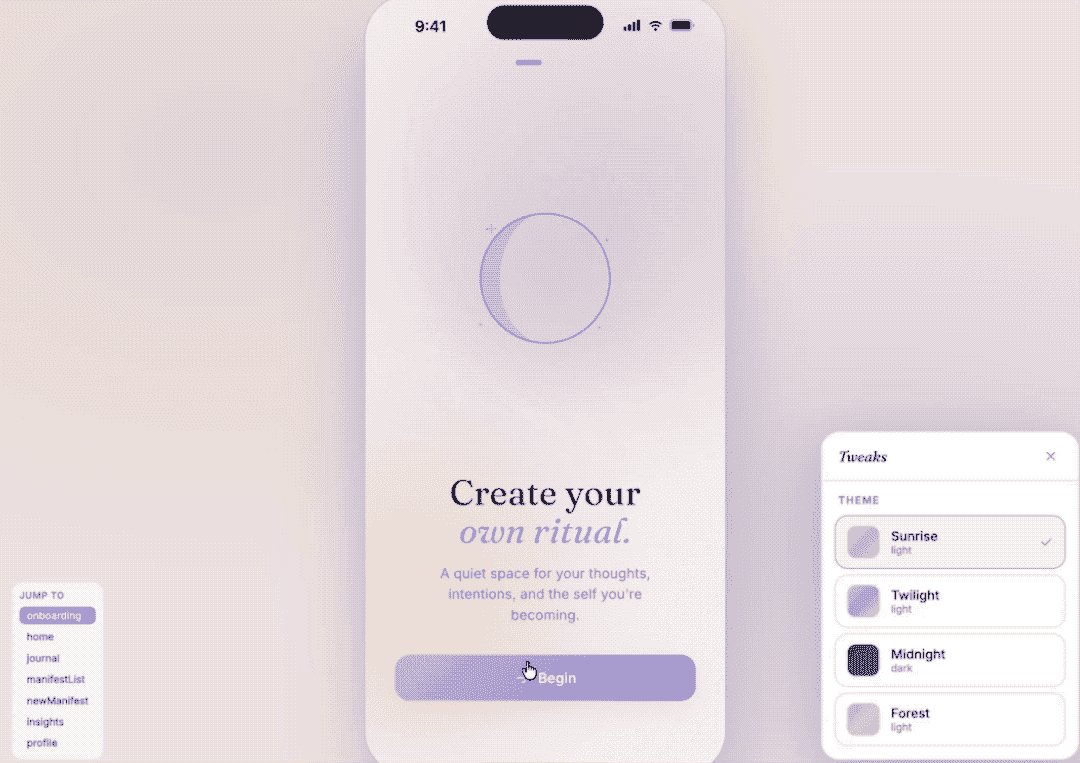 9:41
Create your
own ritual.
A quiet space for your thoughts,
intentions, and the self you're
becoming.
Begin
JUMP TO
onboarding
home
journal
manifestList
newManifest
insights
profile
Tweaks
THEME
Sunrise
light
Twilight
light
Midnight
dark
Forest
light